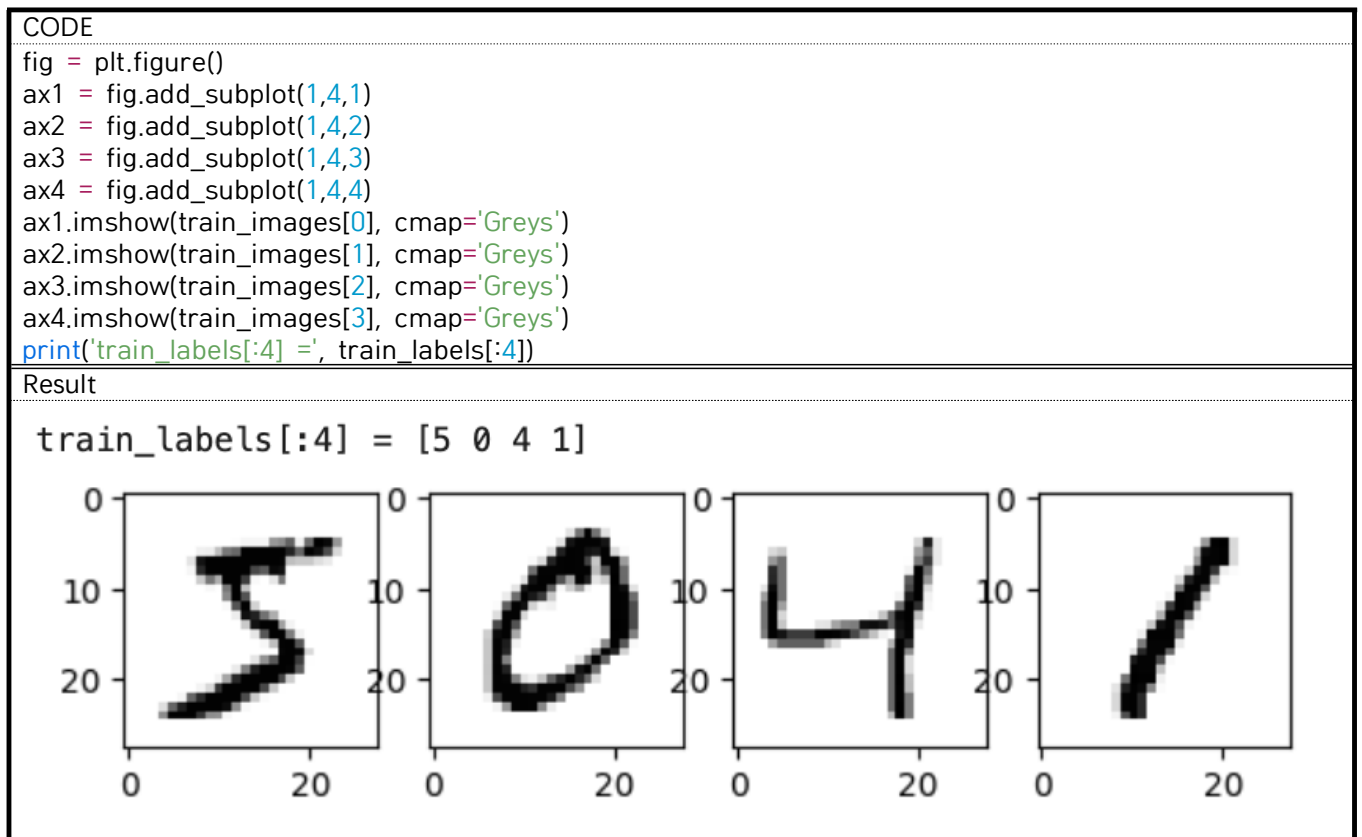 CODE
fig = plt.figure()
ax1 = fig.add_subplot(1,4,1)
ax2 = fig.add_subplot(1,4,2)
ax3 = fig.add_subplot(1,4,3)
ax4 = fig.add_subplot(1,4,4)
ax1.imshow(train_images[0], cmap='Greys')
ax2.imshow(train_images[1], cmap='Greys')
ax3.imshow(train_images[2], cmap='Greys')
ax4.imshow(train_images[3], cmap='Greys')
print('train_labels[:4] =', train_labels[:4])
Result
train_labels[:4] = [5 0 4 1]
0 0 0 0
10 10 10 10
20 20 20 20
0 20 0 20 0 20 0 20